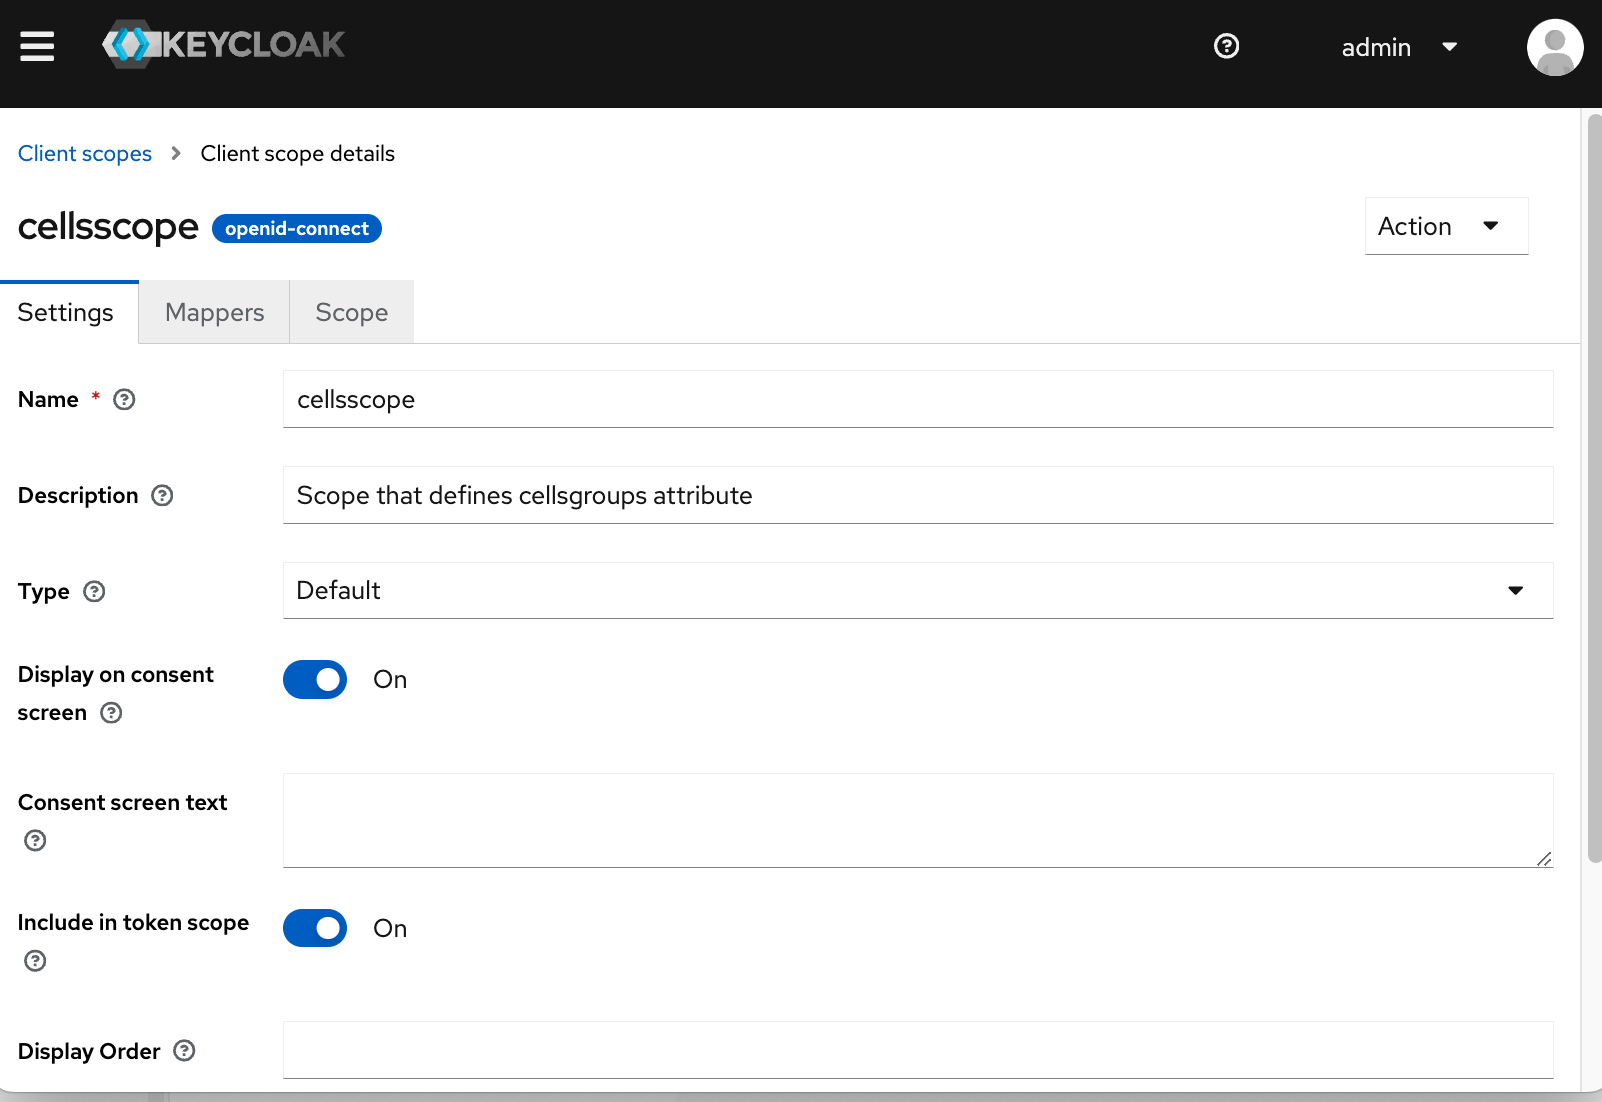 KEYCLOAK
admin
Client scopes > Client scope details
cellsscope openid-connect
Action
Settings Mappers Scope
Name * cellsscope
Description Scope that defines cellsgroups attribute
Type Default
Display on consent
screen
On
Consent screen text
Include in token scope On
Display Order